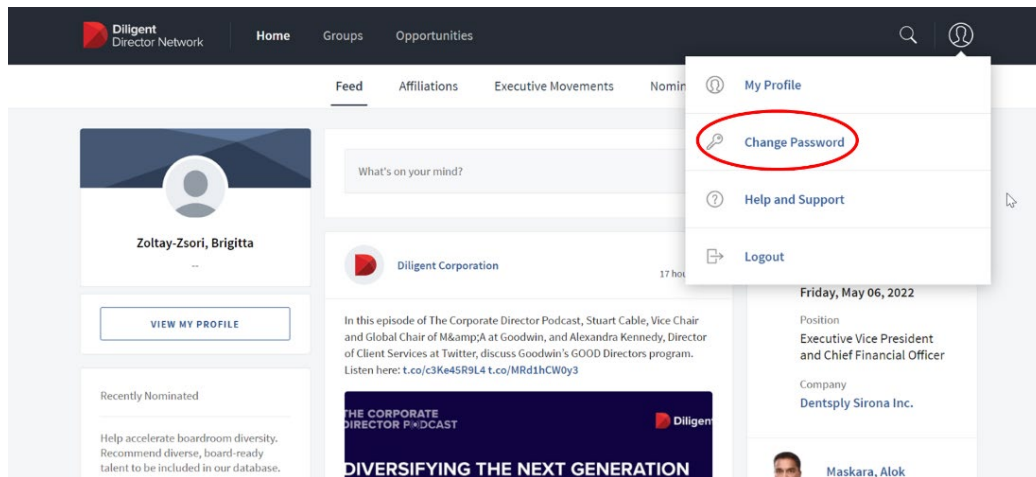 Diligent
Director Network
Home
Groups
Opportunities
Feed
Affiliations
Executive Movements
My Profile
Change Password
Help and Support
Logout
Zoltay-Zsori, Brigitta
--
VIEW MY PROFILE
Recently Nominated
Help accelerate boardroom diversity.
Recommend diverse, board-ready
talent to be included in our database.
What's on your mind?
Diligent Corporation
17
In this episode of The Corporate Director Podcast, Stuart Cable, Vice Chair
and Global Chair of M&amp;A at Goodwin, and Alexandra Kennedy, Director
of Client Services at Twitter, discuss Goodwin's GOOD Directors program.
Listen here: t.co/c3Ke45R9L4 t.co/MRd1hCW0y3
THE CORPORATE
DIRECTOR PODCAST
Diligent
DIVERSIFYING THE NEXT GENERATION
Friday, May 06, 2022
Position
Executive Vice President
and Chief Financial Officer
Company
Dentsply Sirona Inc.
Maskara, Alok